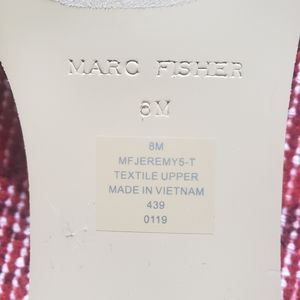 MARC FISHER
8M
8M
MFJEREMY5-T
TEXTILE UPPER
MADE IN VIETNAM
439
0119